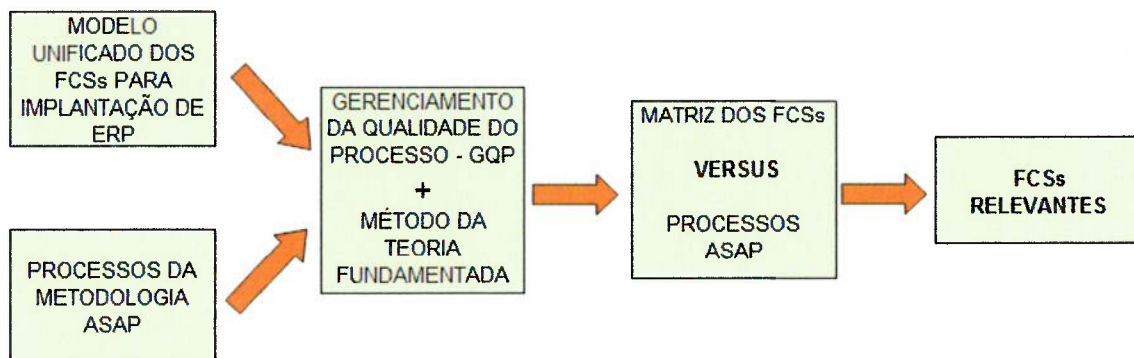 MODELO
UNIFICADO DOS
FCSs PARA
IMPLANTAÇÃO DE
ERP
PROCESSOS DA
METODOLOGIA
ASAP
GERENCIAMENTO
DA QUALIDADE DO
PROCESSO - GQP
+
MÉTODO DA
TEORIA
FUNDAMENTADA
MATRIZ DOS FCSs
VERSUS
PROCESSOS
ASAP
FCSs
RELEVANTES